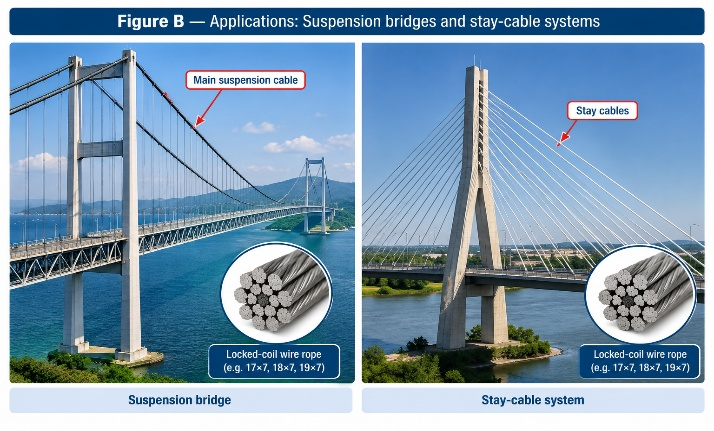 Figure B — Applications: Suspension bridges and stay-cable systems
Main suspension cable
Locked-coil wire rope
(e.g. 17×7, 18×7, 19×7)
Suspension bridge
Stay cables
Locked-coil wire rope
(e.g. 17×7, 18×7, 19×7)
Stay-cable system